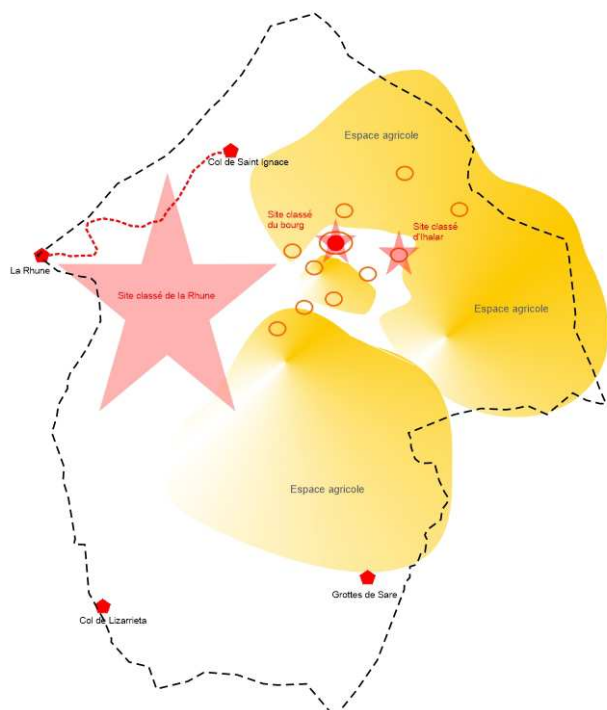 Espace agricole
Col de Saint Ignace
Site classé
du bourg
Site classé
d'Ihalar
La Rhune
Site classé de la Rhune
Espace agricole
Espace agricole
Grottes de Sare
Col de Lizarrieta